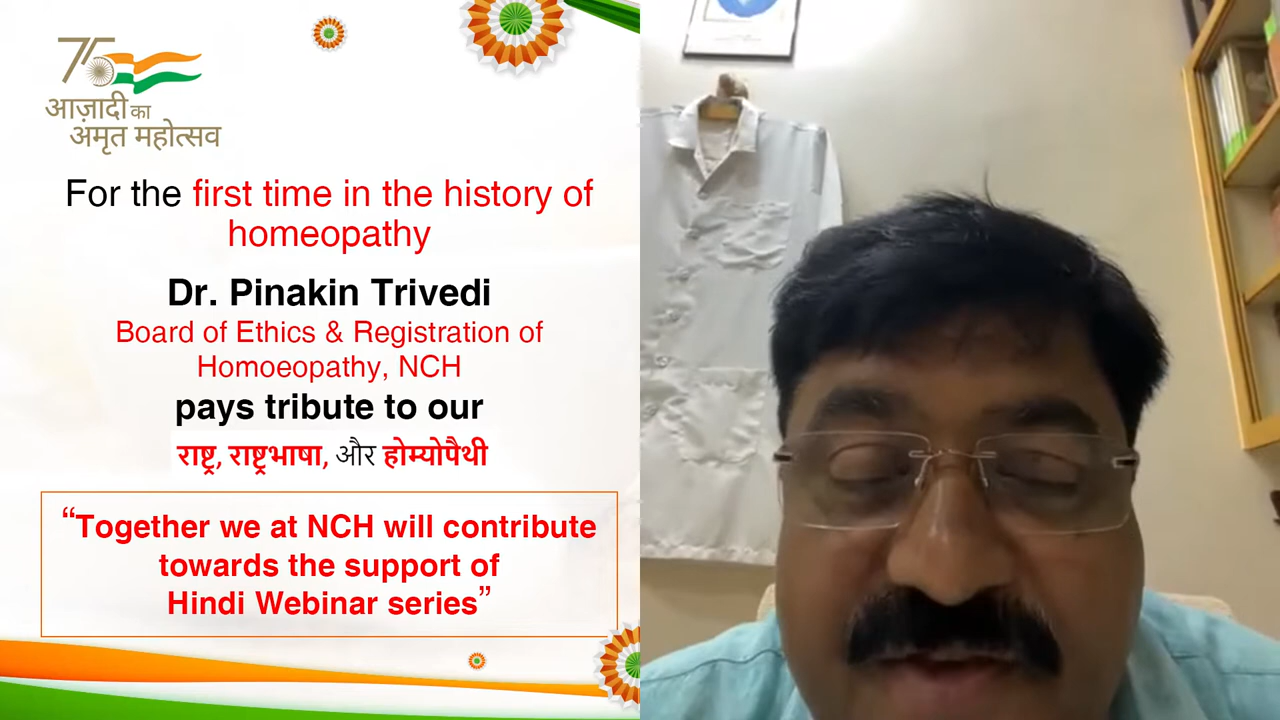 75
आज़ादी का
अमृत महोत्सव
For the first time in the history of
homeopathy
Dr. Pinakin Trivedi
Board of Ethics & Registration of
Homoeopathy, NCH
pays tribute to our
राष्ट्र, राष्ट्रभाषा, और होम्योपैथी
“Together we at NCH will contribute
towards the support of
Hindi Webinar series”